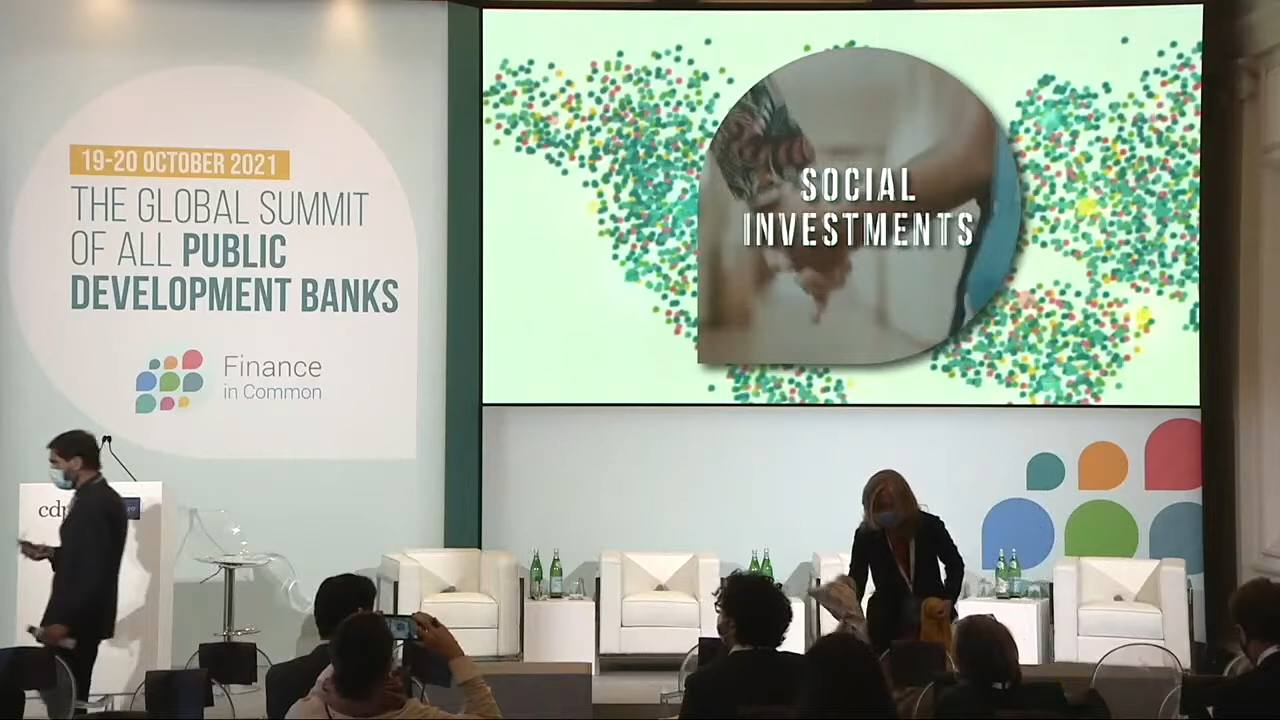 19-20 OCTOBER 2021
THE GLOBAL SUMMIT
OF ALL PUBLIC
DEVELOPMENT BANKS
Finance
in Common
SOCIAL
INVESTMENTS